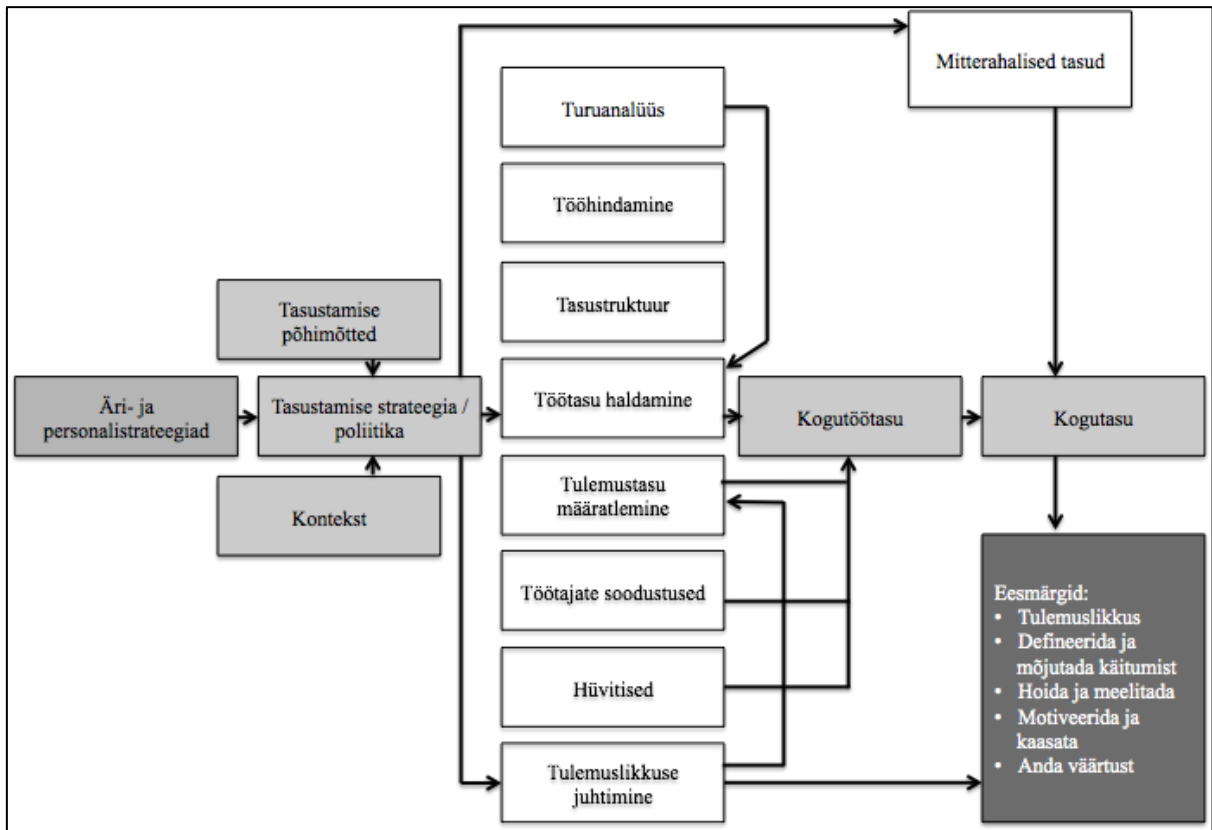 Mitterahalised tasud
Turuanalüüs
Tööhindamine
Tasustruktuur
Tasustamise
põhimõtted
Äri- ja
personalistrateegiad
Tasustamise strateegia /
poliitika
Töötasu haldamine
Kogutöötasu
Kogutasu
Kontekst
Tulemustasu
määratlemine
Töötajate soodustused
Hüvitised
Tulemuslikkuse
juhtimine
Eesmärgid:
• Tulemuslikkus
• Defineerida ja
mõjutada käitumist
• Hoida ja meelitada
• Motiveerida ja
kaasata
• Anda väärtust